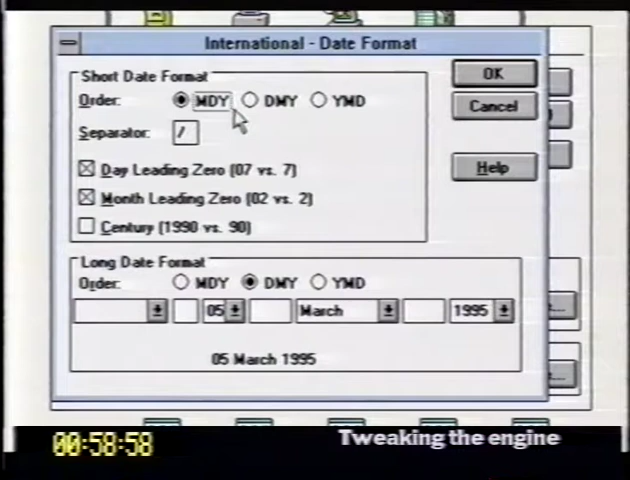 International - Date Format
Short Date Format
Order: MDY DMY YMD
Separator: /
Day Leading Zero (07 vs. 7)
Month Leading Zero (02 vs. 2)
Century (1990 vs. 90)
OK
Cancel
Help
Long Date Format
Order: MDY DMY YMD
05 March 1995
05 March 1995
00:58:58
Tweaking the engine